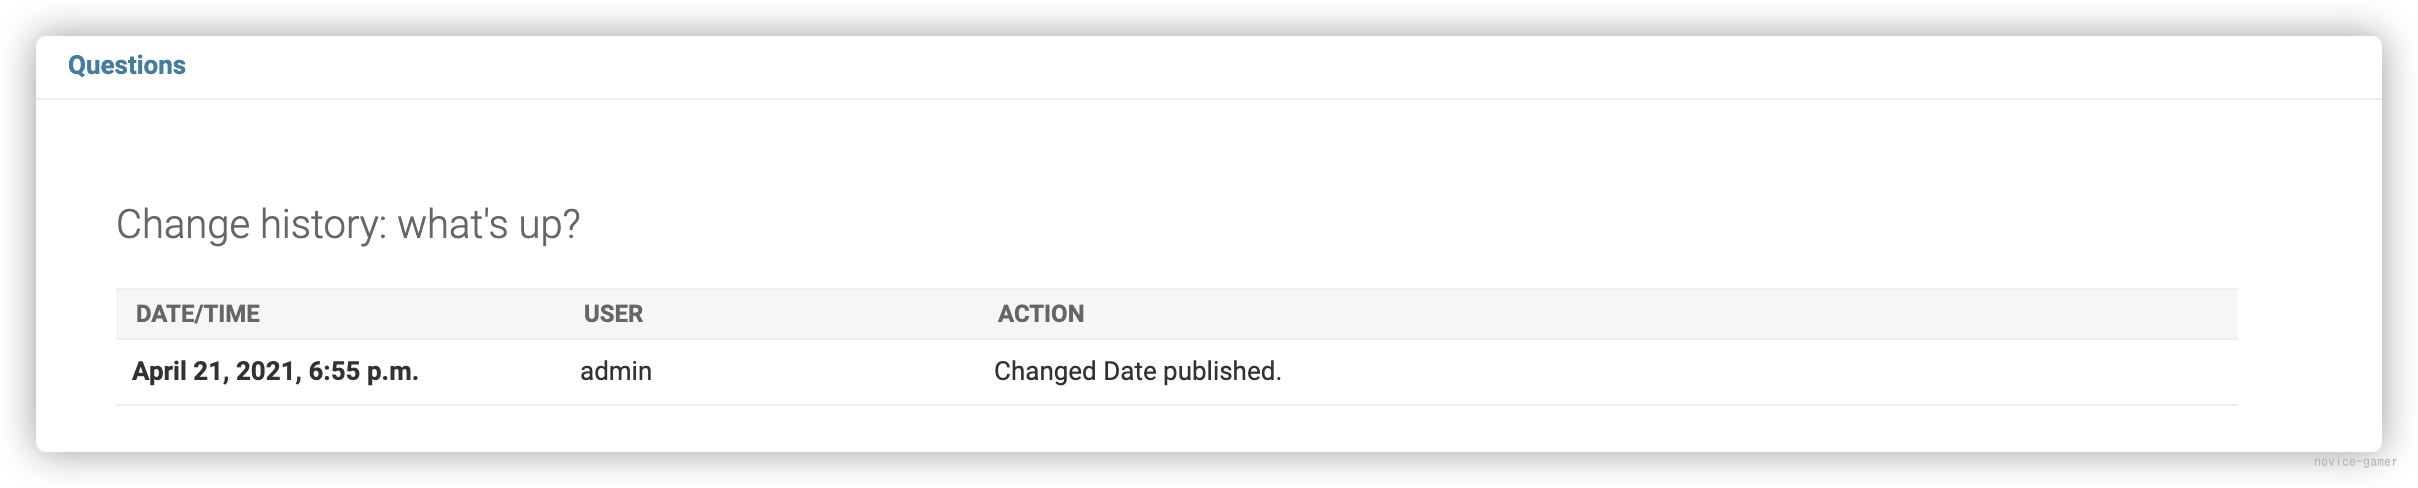 Questions
Change history: what's up?
DATE/TIME USER ACTION
April 21, 2021, 6:55 p.m. admin Changed Date published.
novice-gamer